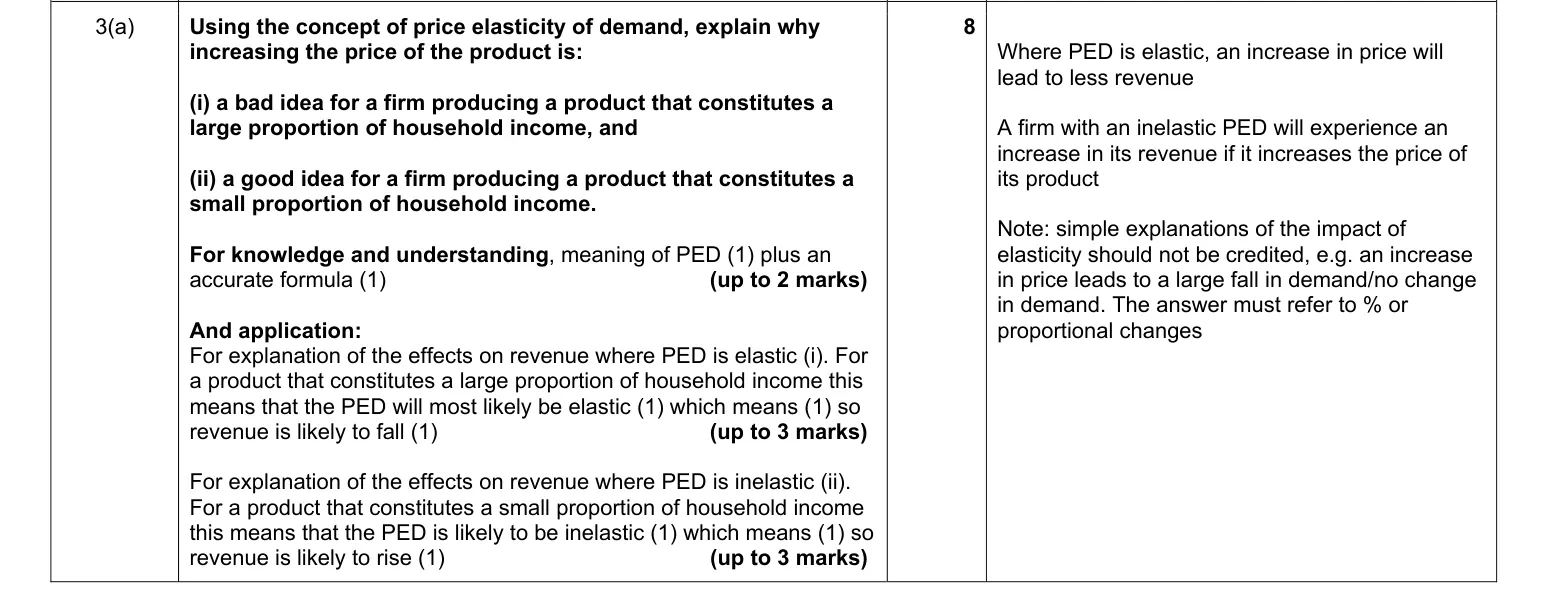 3(a)
Using the concept of price elasticity of demand, explain why
increasing the price of the product is:
(i) a bad idea for a firm producing a product that constitutes a
large proportion of household income, and
(ii) a good idea for a firm producing a product that constitutes a
small proportion of household income.
For knowledge and understanding, meaning of PED (1) plus an
accurate formula (1) (up to 2 marks)
And application:
For explanation of the effects on revenue where PED is elastic (i). For
a product that constitutes a large proportion of household income this
means that the PED will most likely be elastic (1) which means (1) so
revenue is likely to fall (1) (up to 3 marks)
For explanation of the effects on revenue where PED is inelastic (ii).
For a product that constitutes a small proportion of household income
this means that the PED is likely to be inelastic (1) which means (1) so
revenue is likely to rise (1) (up to 3 marks)
8
Where PED is elastic, an increase in price will
lead to less revenue
A firm with an inelastic PED will experience an
increase in its revenue if it increases the price of
its product
Note: simple explanations of the impact of
elasticity should not be credited, e.g. an increase
in price leads to a large fall in demand/no change
in demand. The answer must refer to % or
proportional changes